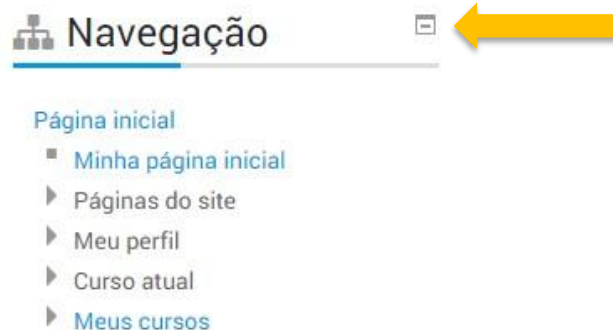 Navegação
Página inicial
Minha página inicial
Páginas do site
Meu perfil
Curso atual
Meus cursos